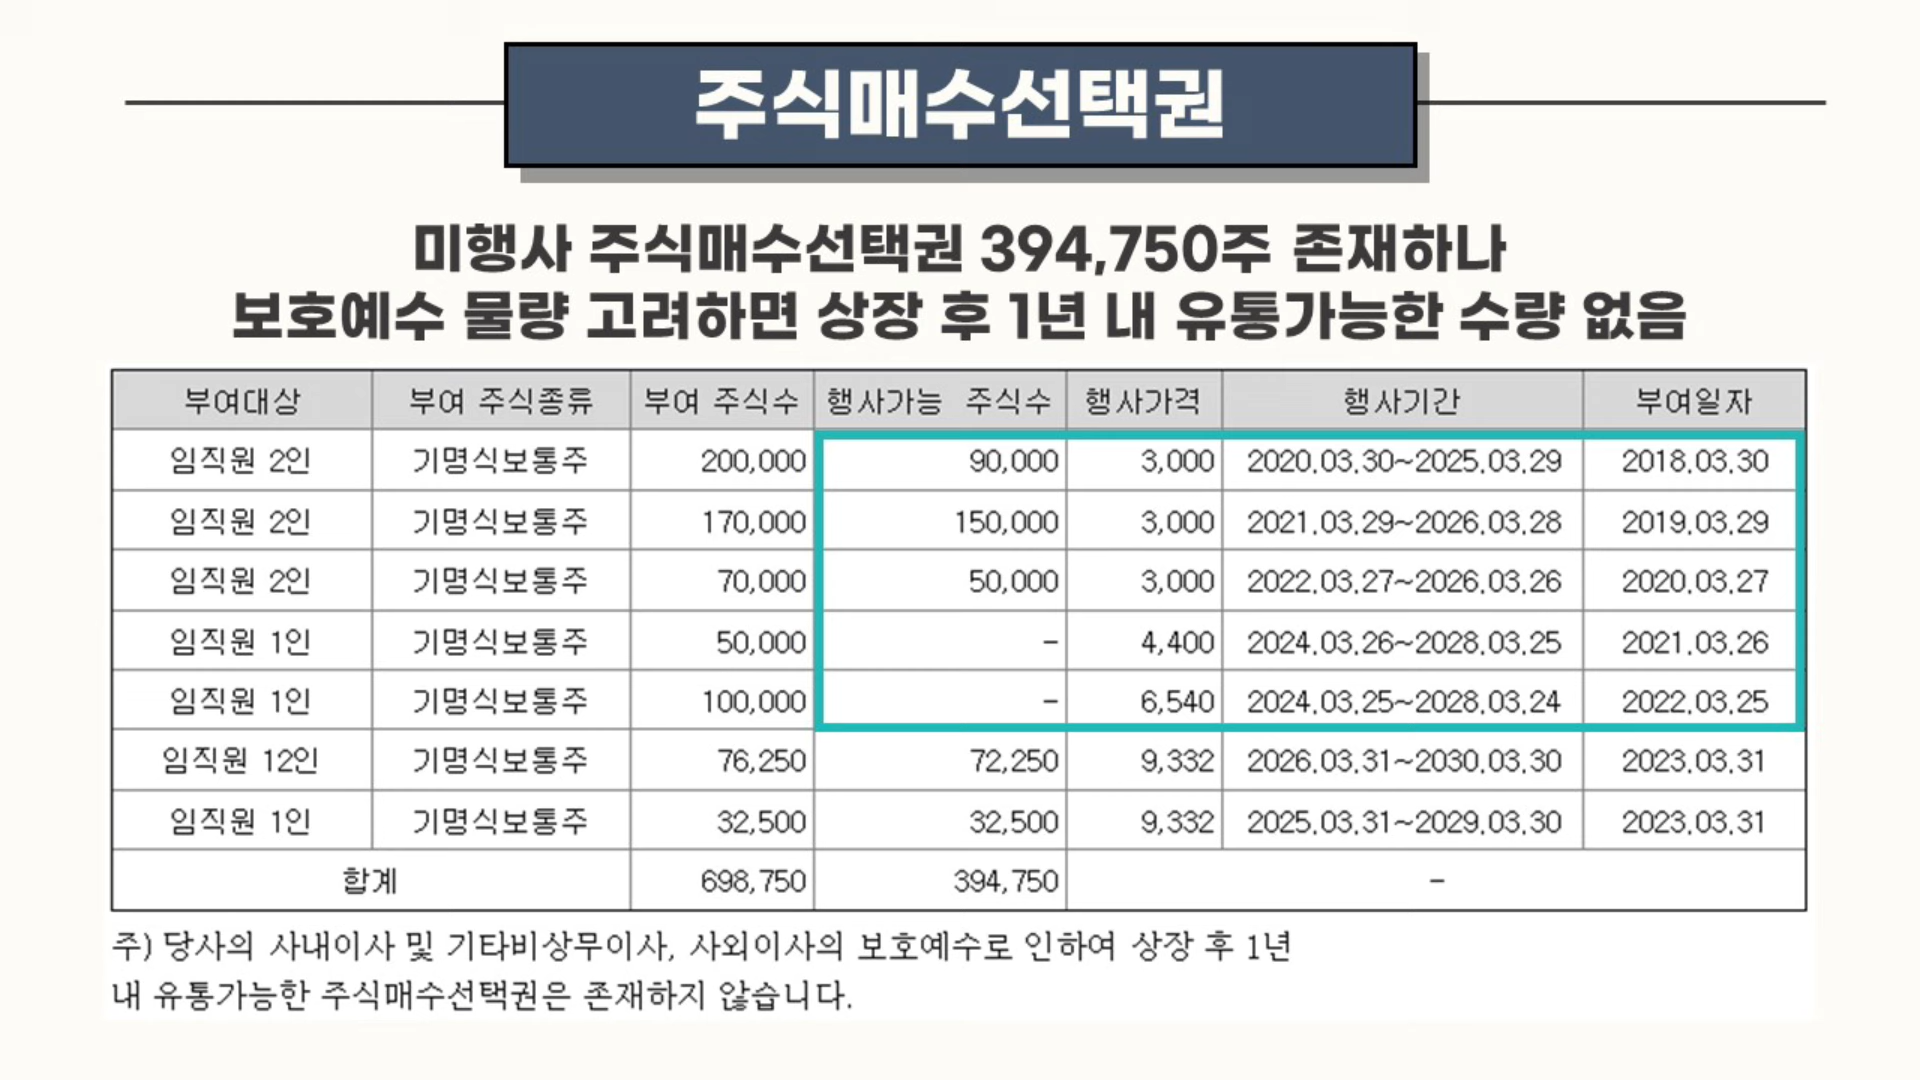 주식매수선택권
미행사 주식매수선택권 394,750주 존재하나
보호예수 물량 고려하면 상장 후 1년 내 유통가능한 수량 없음
부여대상 부여 주식종류 부여 주식수 행사가능 주식수 행사가격 행사기간 부여일자
임직원 2인 기명식보통주 200,000 90,000 3,000 2020.03.30~2025.03.29 2018.03.30
임직원 2인 기명식보통주 170,000 150,000 3,000 2021.03.29~2026.03.28 2019.03.29
임직원 2인 기명식보통주 70,000 50,000 3,000 2022.03.27~2026.03.26 2020.03.27
임직원 1인 기명식보통주 50,000 - 4,400 2024.03.26~2028.03.25 2021.03.26
임직원 1인 기명식보통주 100,000 - 6,540 2024.03.25~2028.03.24 2022.03.25
임직원 12인 기명식보통주 76,250 72,250 9,332 2026.03.31~2030.03.30 2023.03.31
임직원 1인 기명식보통주 32,500 32,500 9,332 2025.03.31~2029.03.30 2023.03.31
합계 698,750 394,750 -
주) 당사의 사내이사 및 기타비상무이사, 사외이사의 보호예수로 인하여 상장 후 1년
내 유통가능한 주식매수선택권은 존재하지 않습니다.